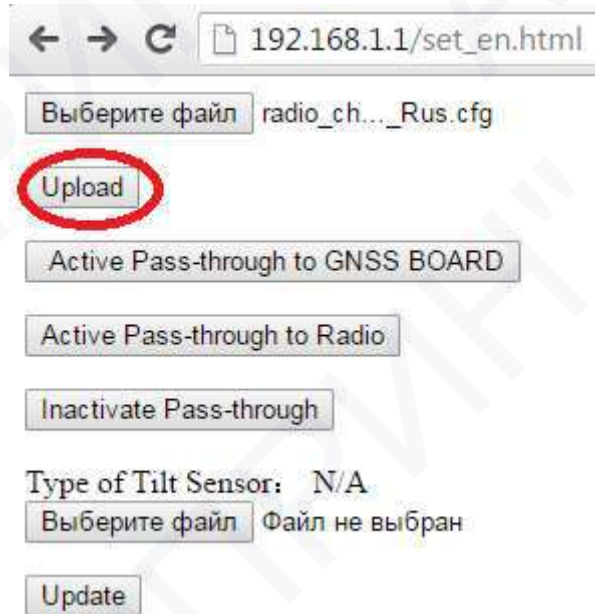 192.168.1.1/set_en.html
Выберите файл radio_ch..._Rus.cfg
Upload
Active Pass-through to GNSS BOARD
Active Pass-through to Radio
Inactivate Pass-through
Type of Tilt Sensor: N/A
Выберите файл Файл не выбран
Update